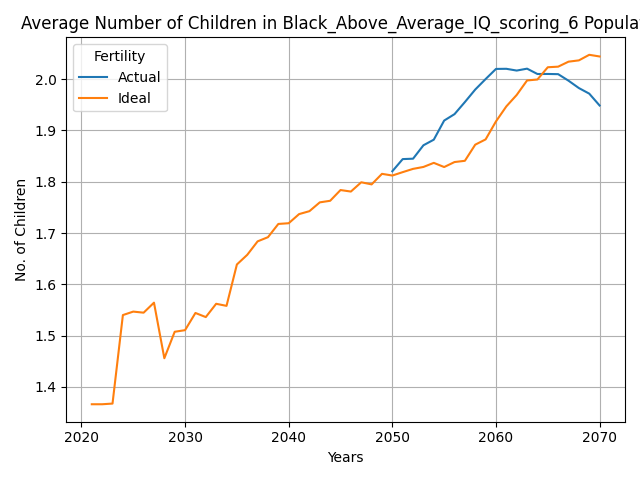 Average Number of Children in Black_Above_Average_IQ_scoring_6 Popula
Fertility
Actual
Ideal
No. of Children
2.0
1.9
1.8
1.7
1.6
1.5
1.4
2020 2030 2040 2050 2060 2070
Years